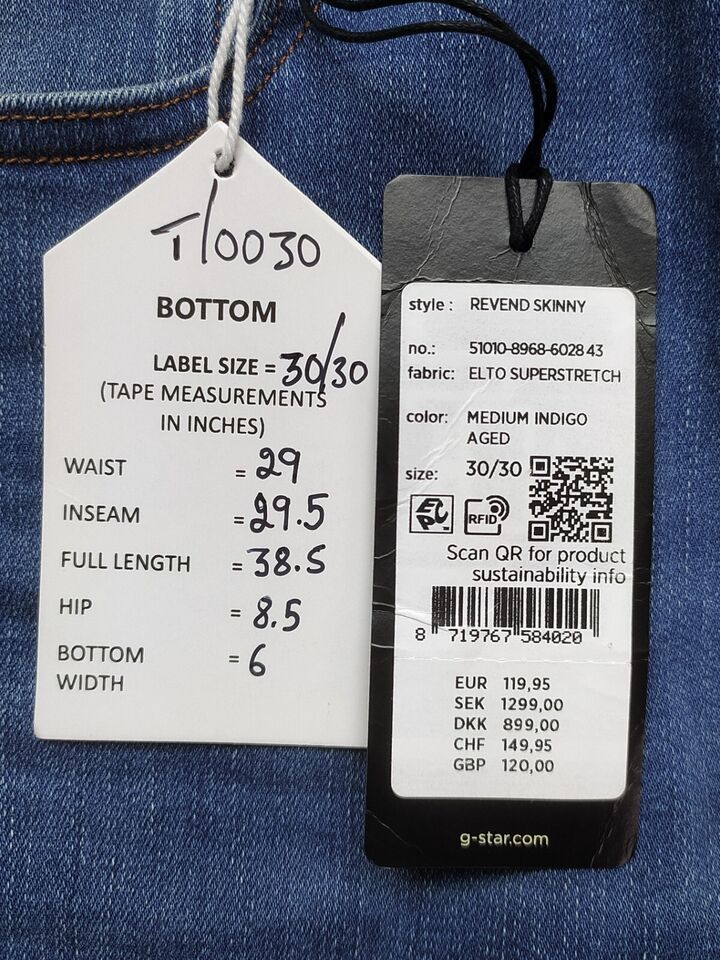 T/0030
BOTTOM
LABEL SIZE = 30/30
(TAPE MEASUREMENTS
IN INCHES)
WAIST = 29
INSEAM = 29.5
FULL LENGTH = 38.5
HIP = 8.5
BOTTOM = 6
WIDTH
style : REVEND SKINNY
no.: 51010-8968-6028 43
fabric: ELTO SUPERSTRETCH
color: MEDIUM INDIGO
AGED
size: 30/30
EPC RFID
Scan QR for product
sustainability info
8 719767 584020
EUR 119,95
SEK 1299,00
DKK 899,00
CHF 149,95
GBP 120,00
g-star.com